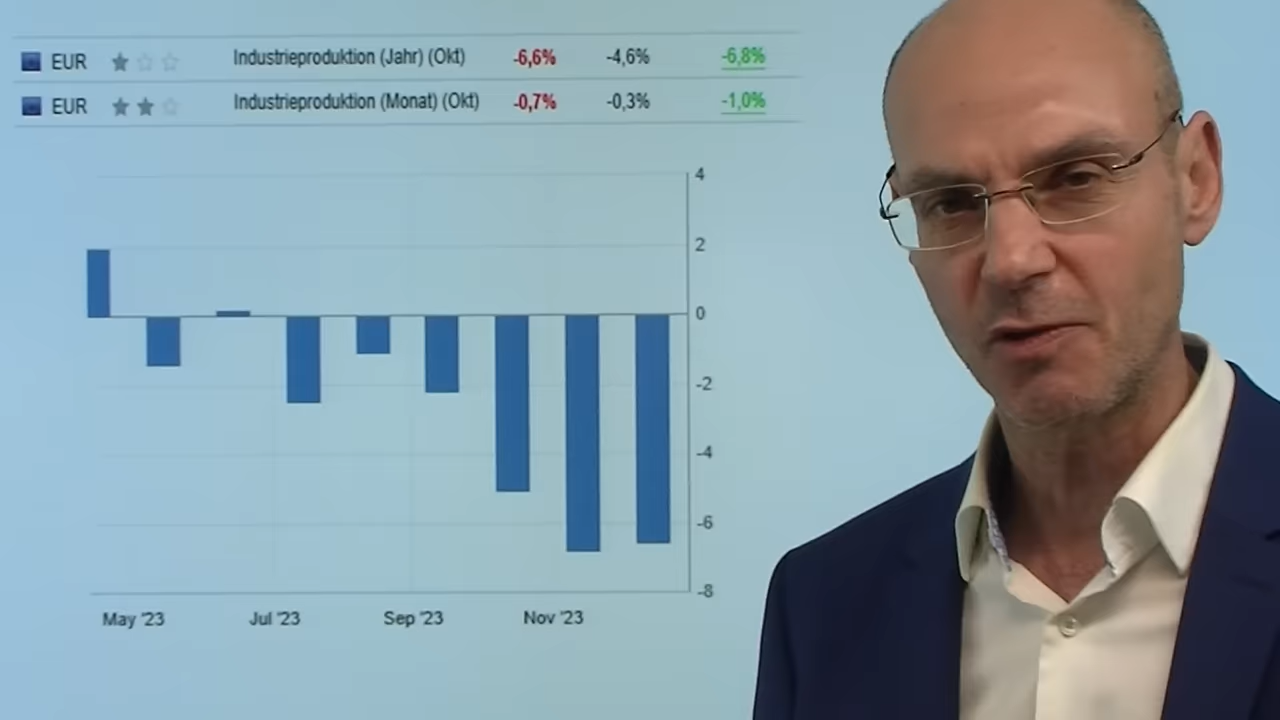 EUR Industrieproduktion (Jahr) (Okt) -6,6% -4,6% -6,8%
EUR Industrieproduktion (Monat) (Okt) -0,7% -0,3% -1,0%
4
2
0
-2
-4
-6
-8
May '23 Jul '23 Sep '23 Nov '23